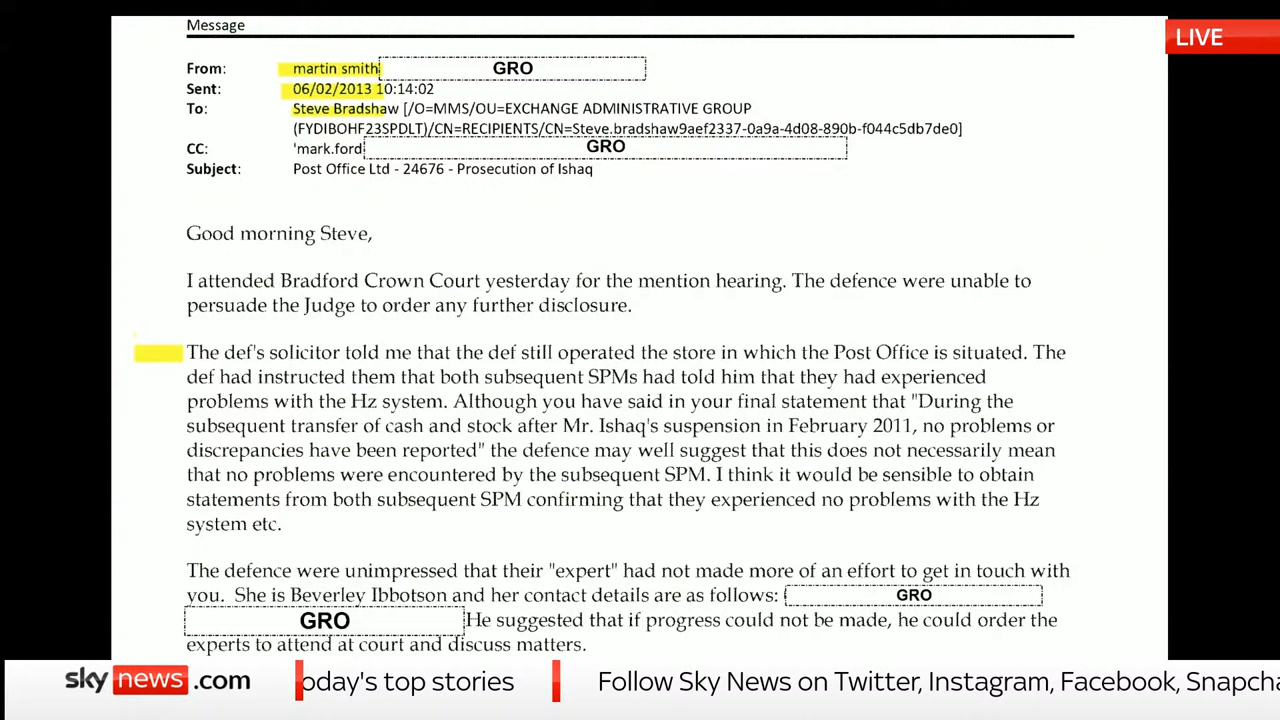 Message
LIVE
From: martin smith GRO
Sent: 06/02/2013 10:14:02
To: Steve Bradshaw [/O=MMS/OU=EXCHANGE ADMINISTRATIVE GROUP
(FYDIBOHF23SPDLT)/CN=RECIPIENTS/CN=Steve.bradshaw9aef2337-0a9a-4d08-890b-f044c5db7de0]
CC: 'mark.ford GRO
Subject: Post Office Ltd - 24676 - Prosecution of Ishaq
Good morning Steve,
I attended Bradford Crown Court yesterday for the mention hearing. The defence were unable to
persuade the Judge to order any further disclosure.
The def's solicitor told me that the def still operated the store in which the Post Office is situated. The
def had instructed them that both subsequent SPMs had told him that they had experienced
problems with the Hz system. Although you have said in your final statement that "During the
subsequent transfer of cash and stock after Mr. Ishaq's suspension in February 2011, no problems or
discrepancies have been reported" the defence may well suggest that this does not necessarily mean
that no problems were encountered by the subsequent SPM. I think it would be sensible to obtain
statements from both subsequent SPM confirming that they experienced no problems with the Hz
system etc.
The defence were unimpressed that their "expert" had not made more of an effort to get in touch with
you. She is Beverley Ibbotson and her contact details are as follows: GRO
GRO He suggested that if progress could not be made, he could order the
experts to attend at court and discuss matters.
sky news.com oday's top stories Follow Sky News on Twitter, Instagram, Facebook, Snapcha